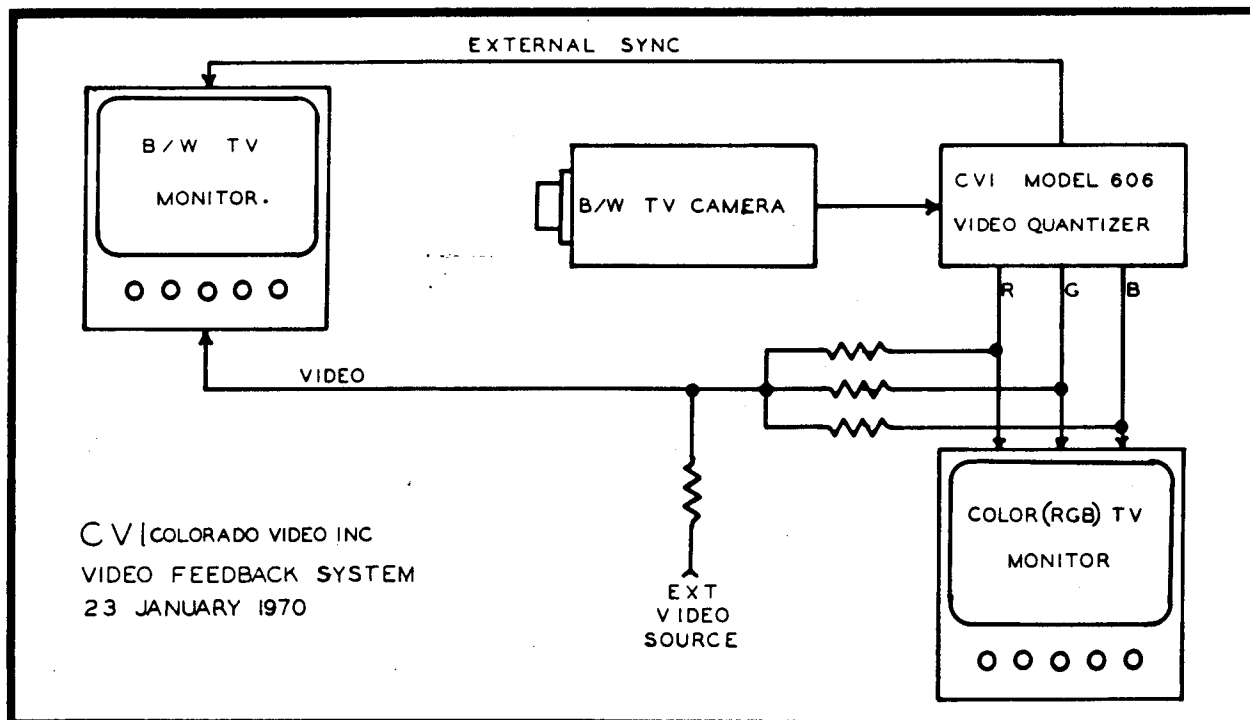 EXTERNAL SYNC
B/W TV
MONITOR.
B/W TV CAMERA
CVI MODEL 606
VIDEO QUANTIZER
R G B
VIDEO
COLOR(RGB) TV
MONITOR
EXT
VIDEO
SOURCE
CVI|COLORADO VIDEO INC
VIDEO FEEDBACK SYSTEM
23 JANUARY 1970